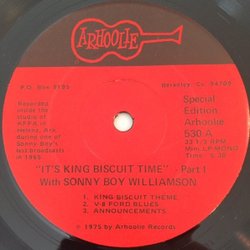 ARHOOLIE
P.O. Box 9195
Berkeley, Ca. 94709
Recorded
inside the
studio of
KFFA in
Helena, Ark
during one of
Sonny Boy's
last broadcasts
in 1965
Special
Edition
Arhoolie
530 A
33 1/3 RPM
Mini LP-MONO
Time: 5:38
"IT'S KING BISCUIT TIME" - Part 1
With SONNY BOY WILLIAMSON
1. KING BISCUIT THEME
2. V-8 FORD BLUES
3. ANNOUNCEMENTS
© 1975 by Arhoolie Records